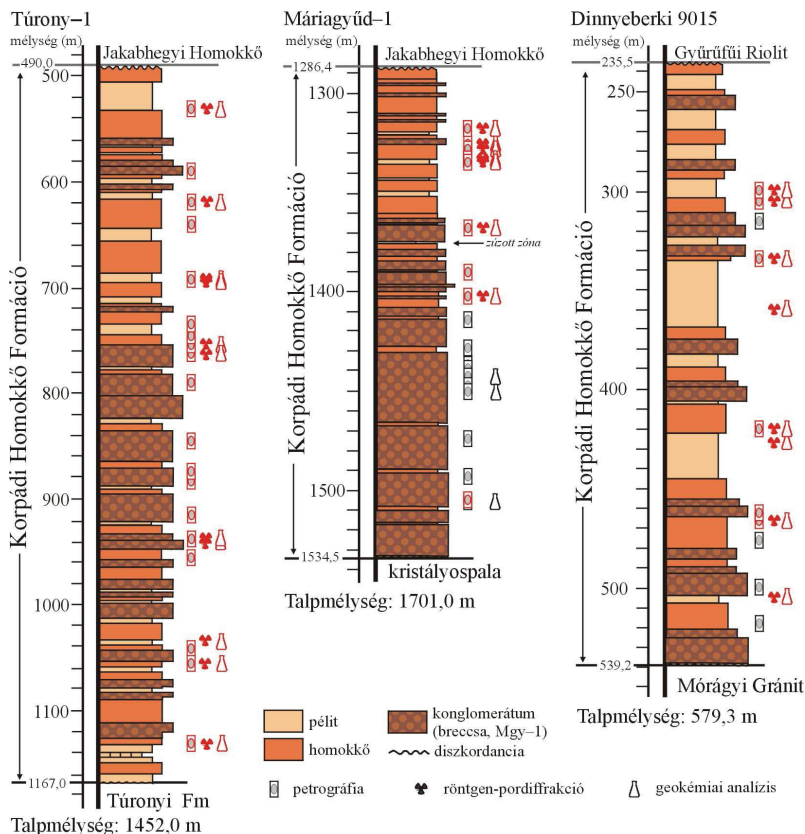 Túrony–1
mélység (m)
Jakabhegyi Homokkő
490,0
500
600
700
800
900
1000
1100
1167,0
Korpádi Homokkő Formáció
Túronyi Fm
Talpmélység: 1452,0 m
Máriagyűd–1
mélység (m)
Jakabhegyi Homokkő
1286,4
1300
1400
1500
1534,5
Korpádi Homokkő Formáció
zúzott zóna
kristályospala
Talpmélység: 1701,0 m
Dinnyeberki 9015
mélység (m)
Gyűrűfűi Riolit
235,5
250
300
400
500
539,2
Korpádi Homokkő Formáció
Mórágyi Gránit
Talpmélység: 579,3 m
pélit
homokkő
konglomerátum
(breccsa, Mgy–1)
diszkordancia
petrográfia
röntgen-pordiffrakció
geokémiai analízis